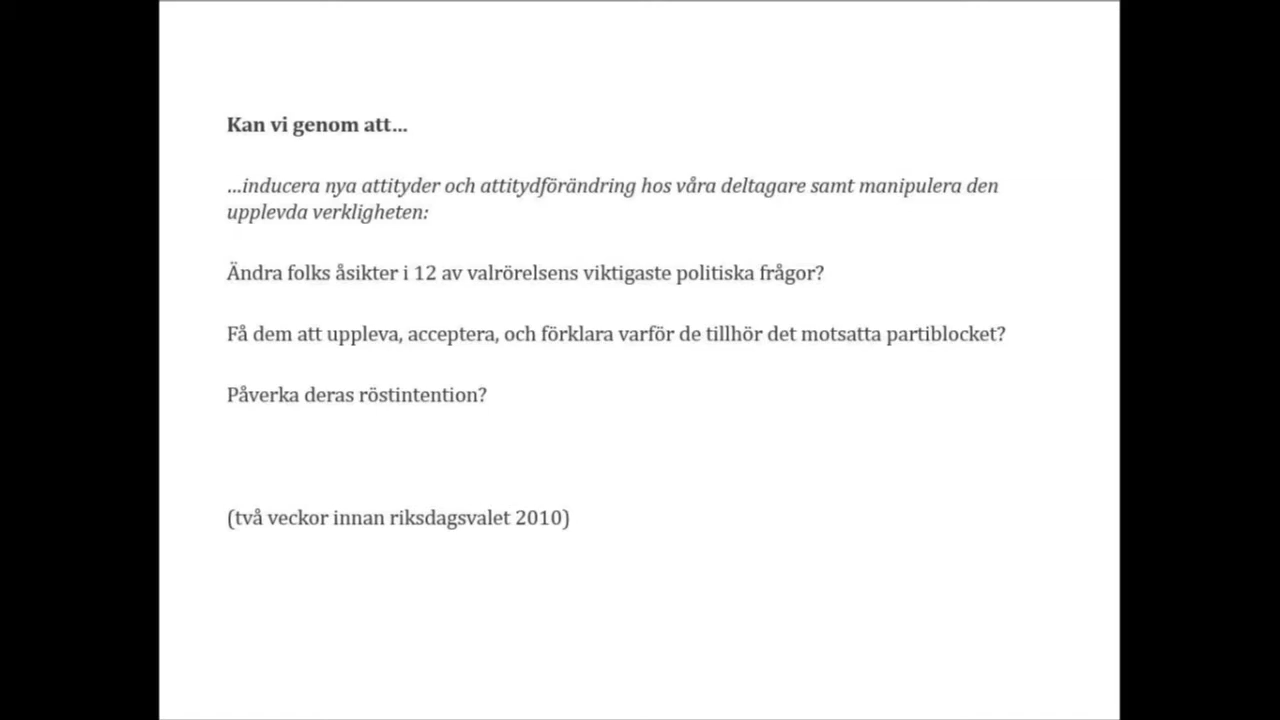 Kan vi genom att...
...inducera nya attityder och attitydförändring hos våra deltagare samt manipulera den
upplevda verkligheten:
Ändra folks åsikter i 12 av valrörelsens viktigaste politiska frågor?
Få dem att uppleva, acceptera, och förklara varför de tillhör det motsatta partiblocket?
Påverka deras röstintention?
(två veckor innan riksdagsvalet 2010)